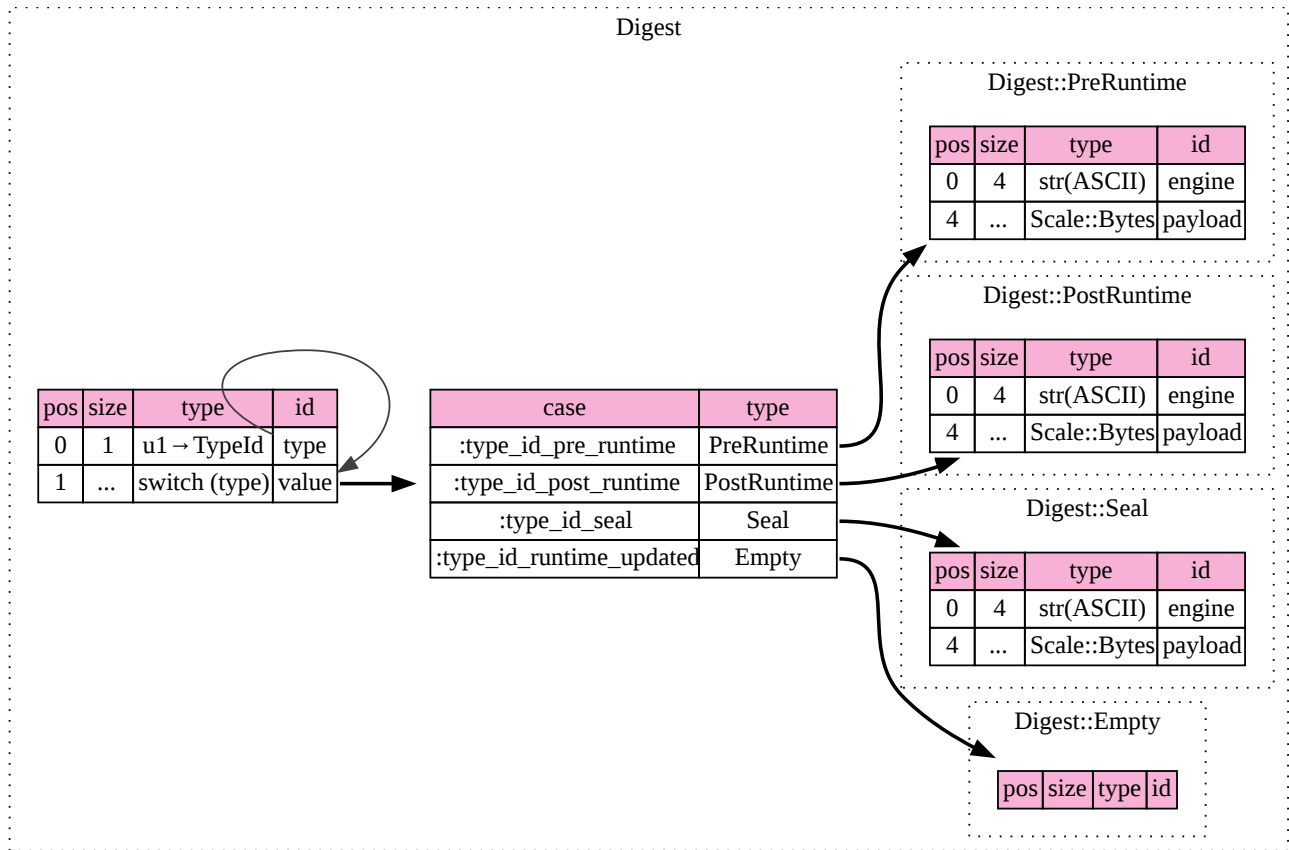 Digest
Digest::PreRuntime
pos size type id
0 4 str(ASCII) engine
4 ... Scale::Bytes payload
Digest::PostRuntime
pos size type id
0 4 str(ASCII) engine
4 ... Scale::Bytes payload
pos size type id
0 1 u1→TypeId type
1 ... switch (type) value
case type
:type_id_pre_runtime PreRuntime
:type_id_post_runtime PostRuntime
:type_id_seal Seal
:type_id_runtime_updated Empty
Digest::Seal
pos size type id
0 4 str(ASCII) engine
4 ... Scale::Bytes payload
Digest::Empty
pos size type id